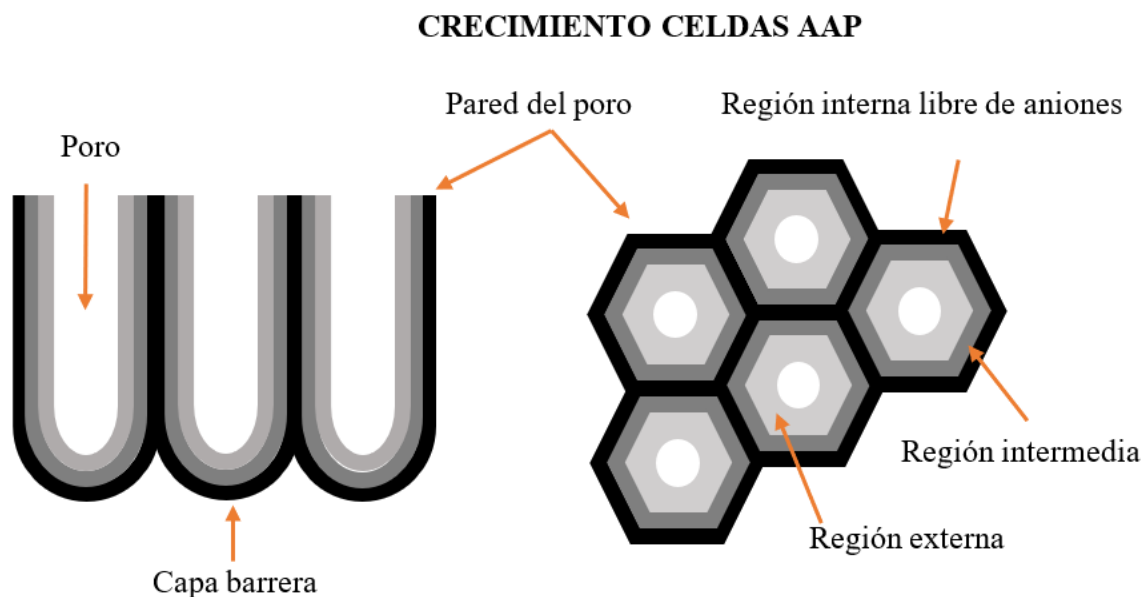 CRECIMIENTO CELDAS AAP
Pared del poro
Región interna libre de aniones
Poro
Región intermedia
Región externa
Capa barrera